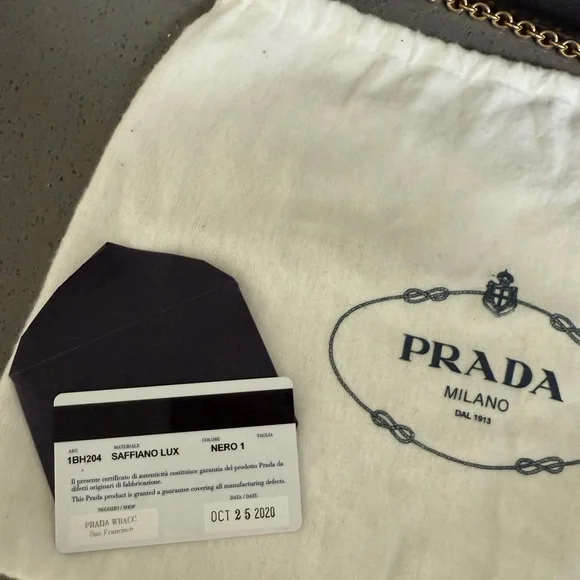 PRADA
MILANO
DAL 1913
ART. MATERIALE COLORE TAGLIA
1BH204 SAFFIANO LUX NERO 1
Il presente certificato di autenticità costituisce garanzia del prodotto Prada da
difetti originari di fabbricazione.
This Prada product is granted a guarantee covering all manufacturing defects.
NEGOZIO / SHOP DATA / DATE
PRADA WBACC OCT 25 2020
San Francisco